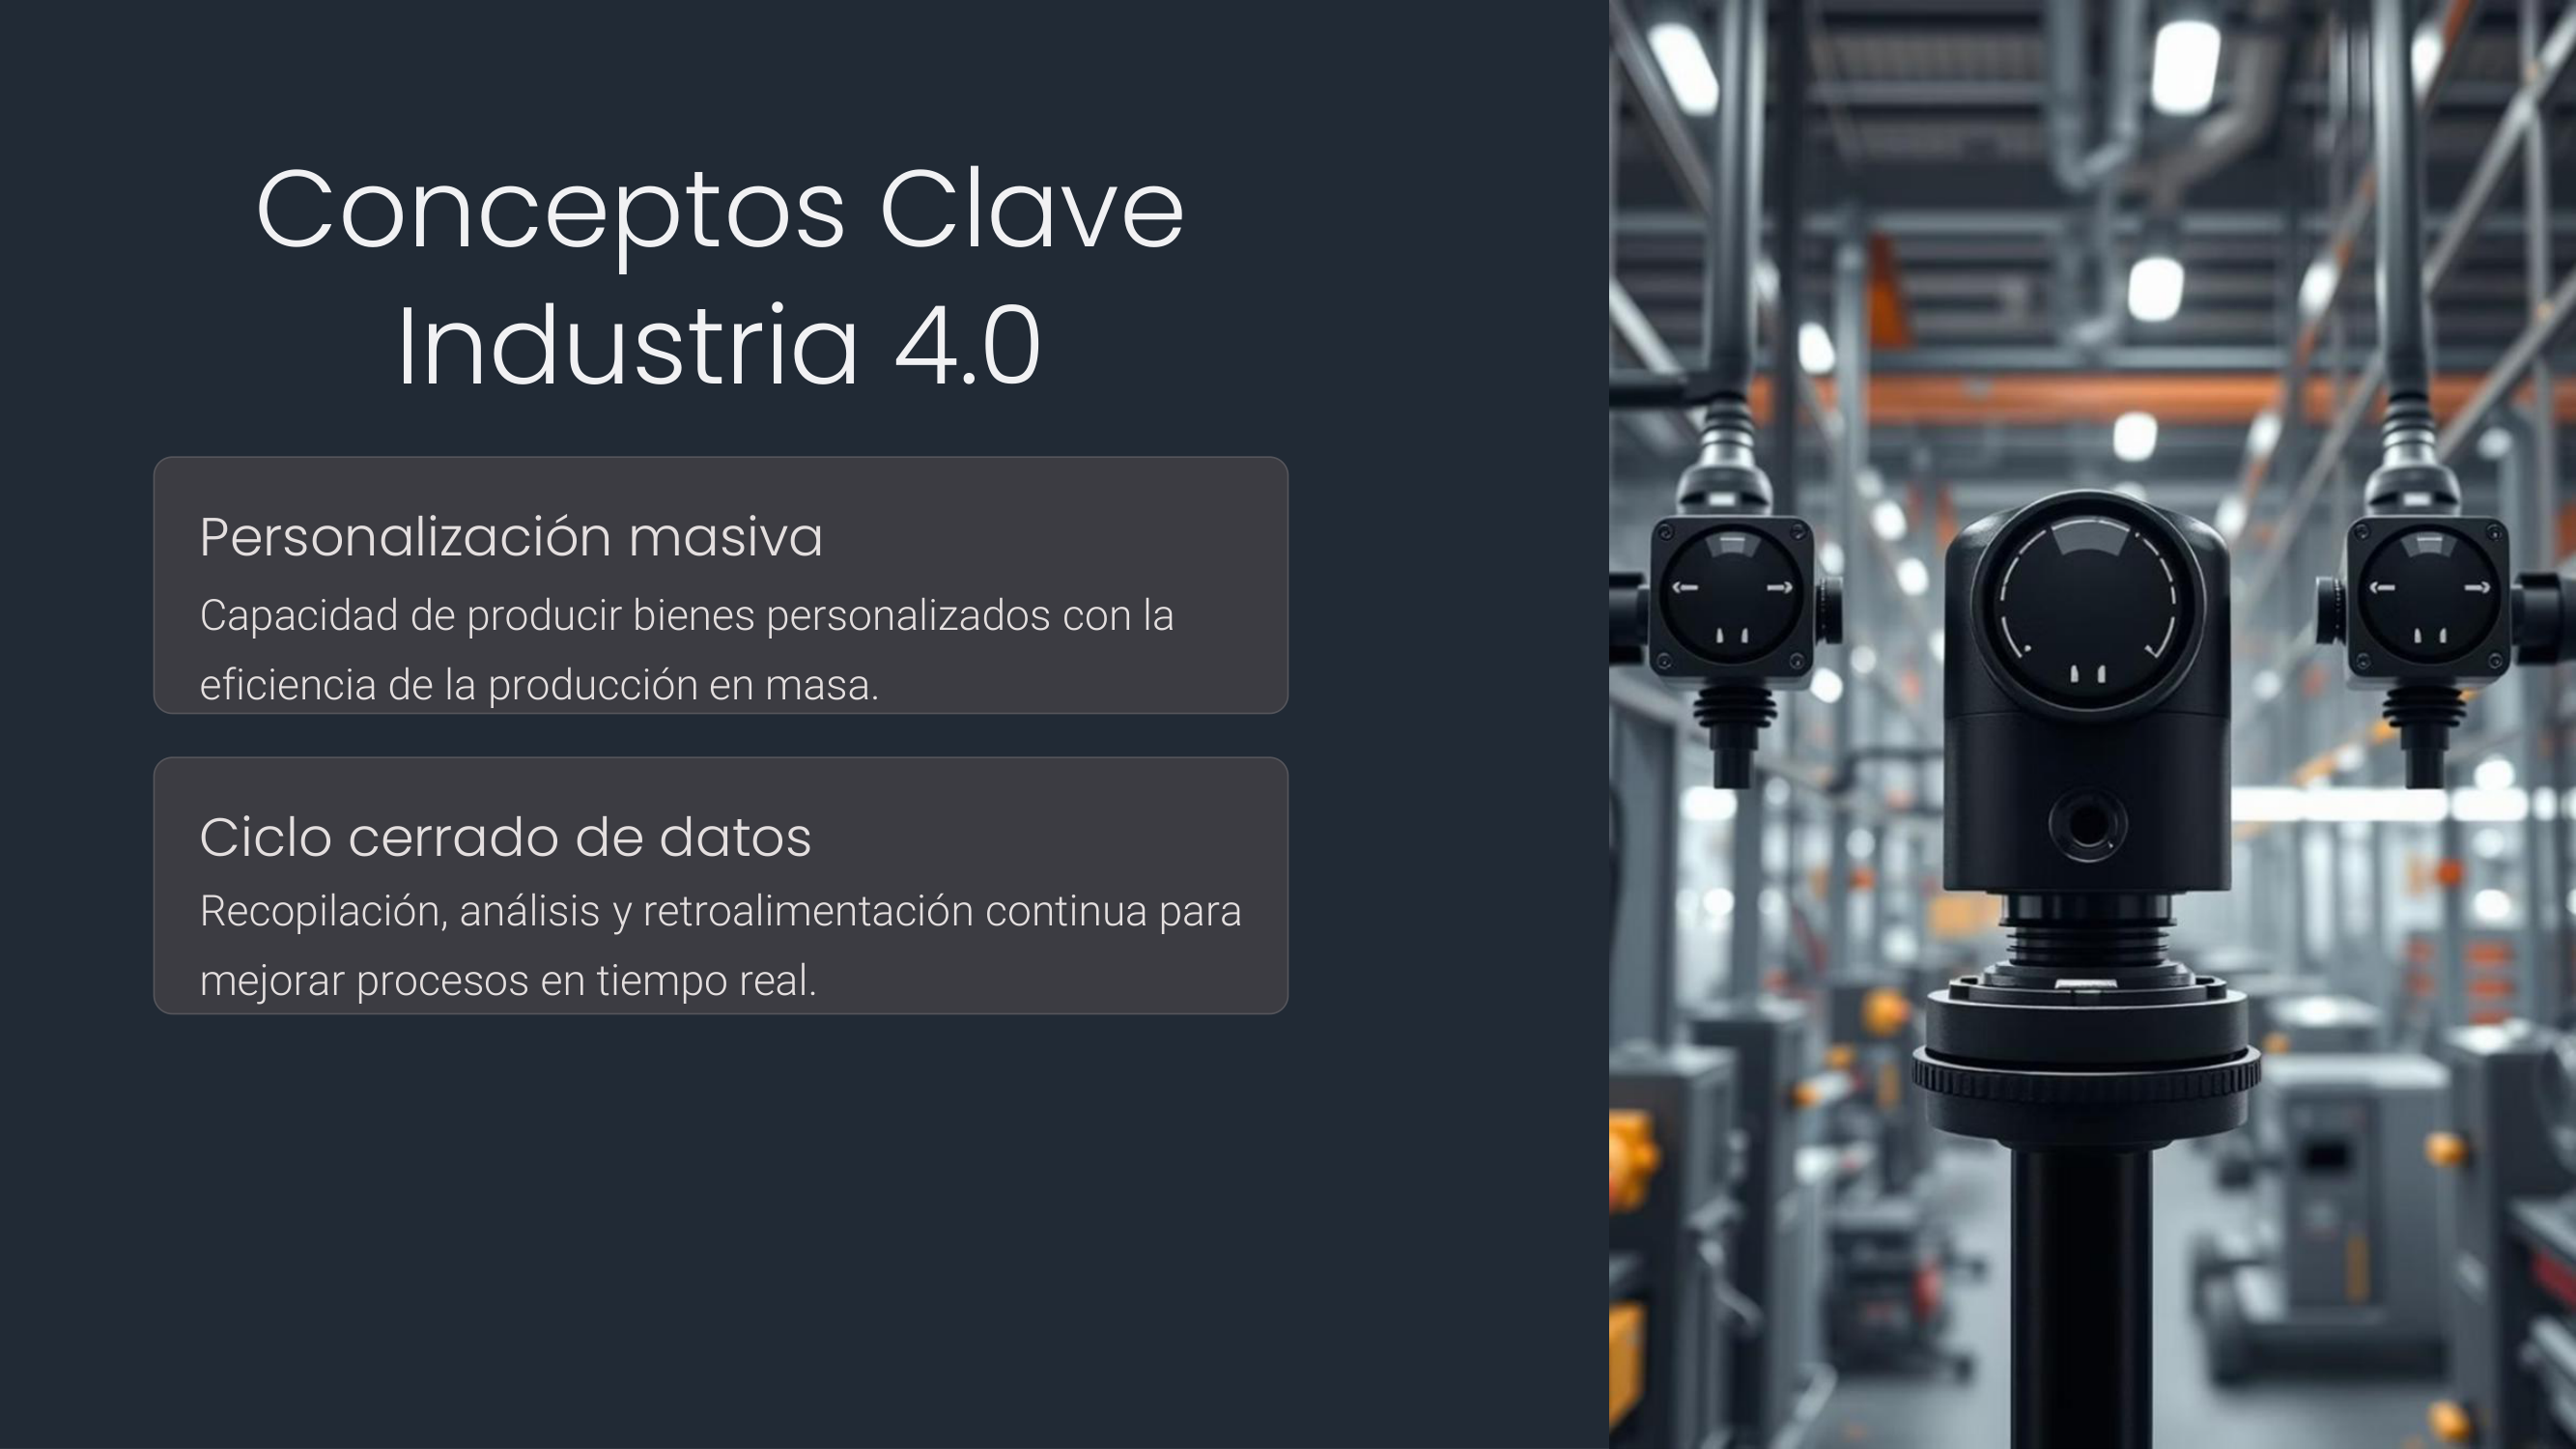 Conceptos Clave
Industria 4.0
Personalización masiva
Capacidad de producir bienes personalizados con la
eficiencia de la producción en masa.
Ciclo cerrado de datos
Recopilación, análisis y retroalimentación continua para
mejorar procesos en tiempo real.